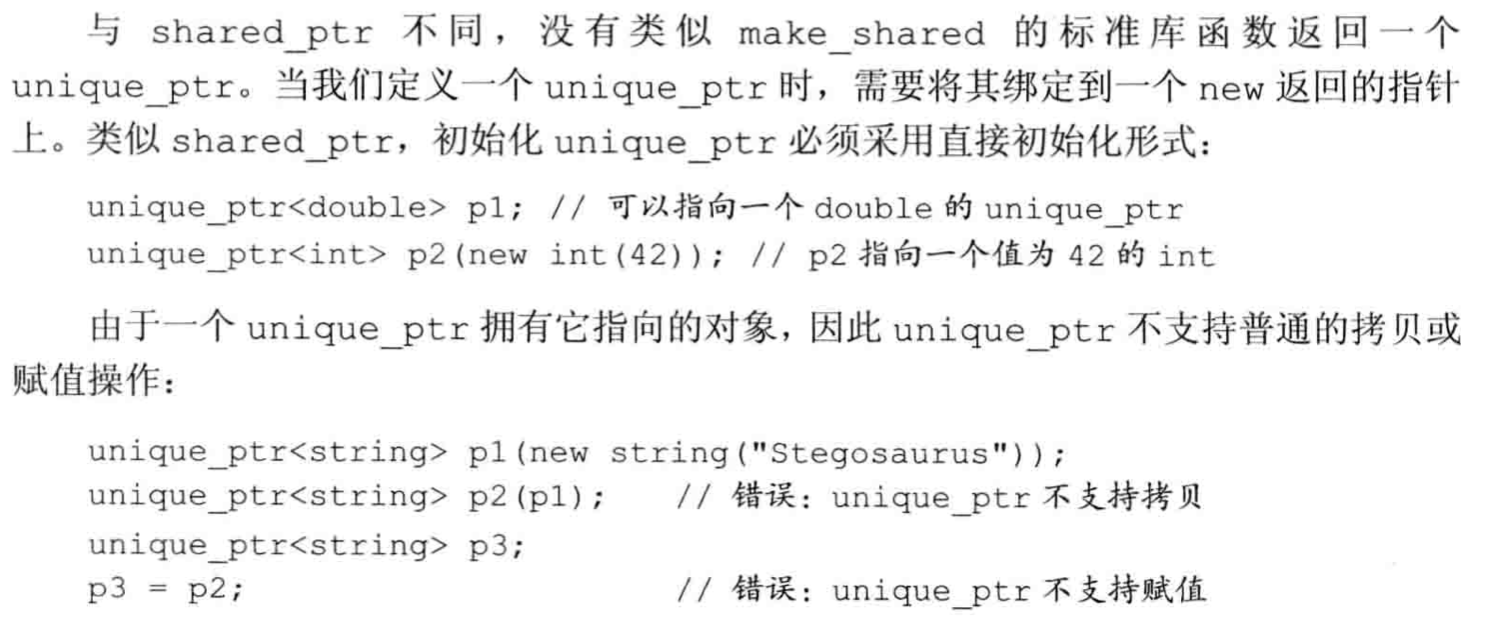 与 shared_ptr 不同，没有类似 make_shared 的标准库函数返回一个
unique_ptr。当我们定义一个 unique_ptr 时，需要将其绑定到一个 new 返回的指针
上。类似 shared_ptr，初始化 unique_ptr 必须采用直接初始化形式：
unique_ptr<double> p1; // 可以指向一个 double 的 unique_ptr
unique_ptr<int> p2(new int(42)); // p2 指向一个值为 42 的 int
由于一个 unique_ptr 拥有它指向的对象，因此 unique_ptr 不支持普通的拷贝或
赋值操作：
unique_ptr<string> p1(new string("Stegosaurus"));
unique_ptr<string> p2(p1); // 错误：unique_ptr 不支持拷贝
unique_ptr<string> p3;
p3 = p2; // 错误：unique_ptr 不支持赋值